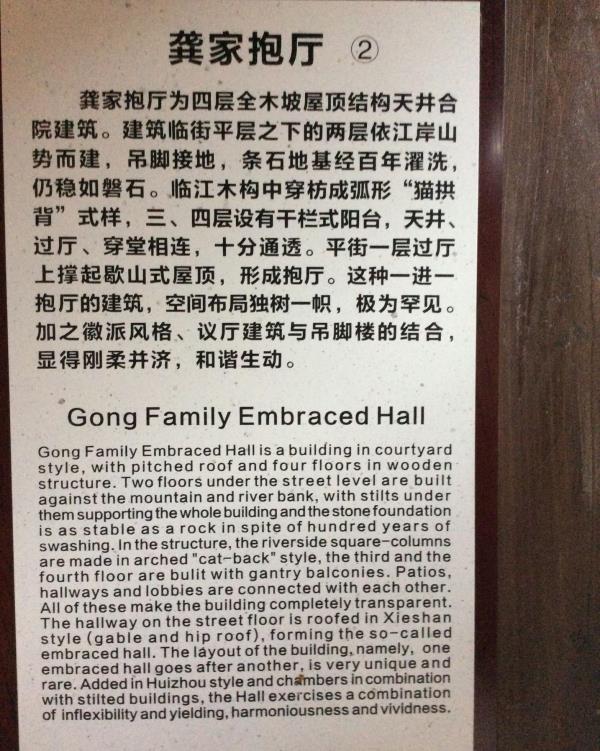 龚家抱厅 ②
龚家抱厅为四层全木坡屋顶结构天井合
院建筑。建筑临街平层之下的两层依江岸山
势而建，吊脚接地，条石地基经百年濯洗，
仍稳如磐石。临江木构中穿枋成弧形“猫拱
背”式样，三、四层设有干栏式阳台，天井、
过厅、穿堂相连，十分通透。平街一层过厅
上撑起歇山式屋顶，形成抱厅。这种一进一
抱厅的建筑，空间布局独树一帜，极为罕见。
加之徽派风格、议厅建筑与吊脚楼的结合，
显得刚柔并济，和谐生动。
Gong Family Embraced Hall
Gong Family Embraced Hall is a building in courtyard
style, with pitched roof and four floors in wooden
structure. Two floors under the street level are built
against the mountain and river bank, with stilts under
them supporting the whole building and the stone foundation
is as stable as a rock in spite of hundred years of
swashing. In the structure, the riverside square-columns
are made in arched "cat-back" style, the third and the
fourth floor are bulit with gantry balconies. Patios,
hallways and lobbies are connected with each other.
All of these make the building completely transparent.
The hallway on the street floor is roofed in Xieshan
style (gable and hip roof), forming the so-called
embraced hall. The layout of the building, namely, one
embraced hall goes after another, is very unique and
rare. Added in Huizhou style and chambers in combination
with stilted buildings, the Hall exercises a combination
of inflexibility and yielding, harmoniousness and vividness.